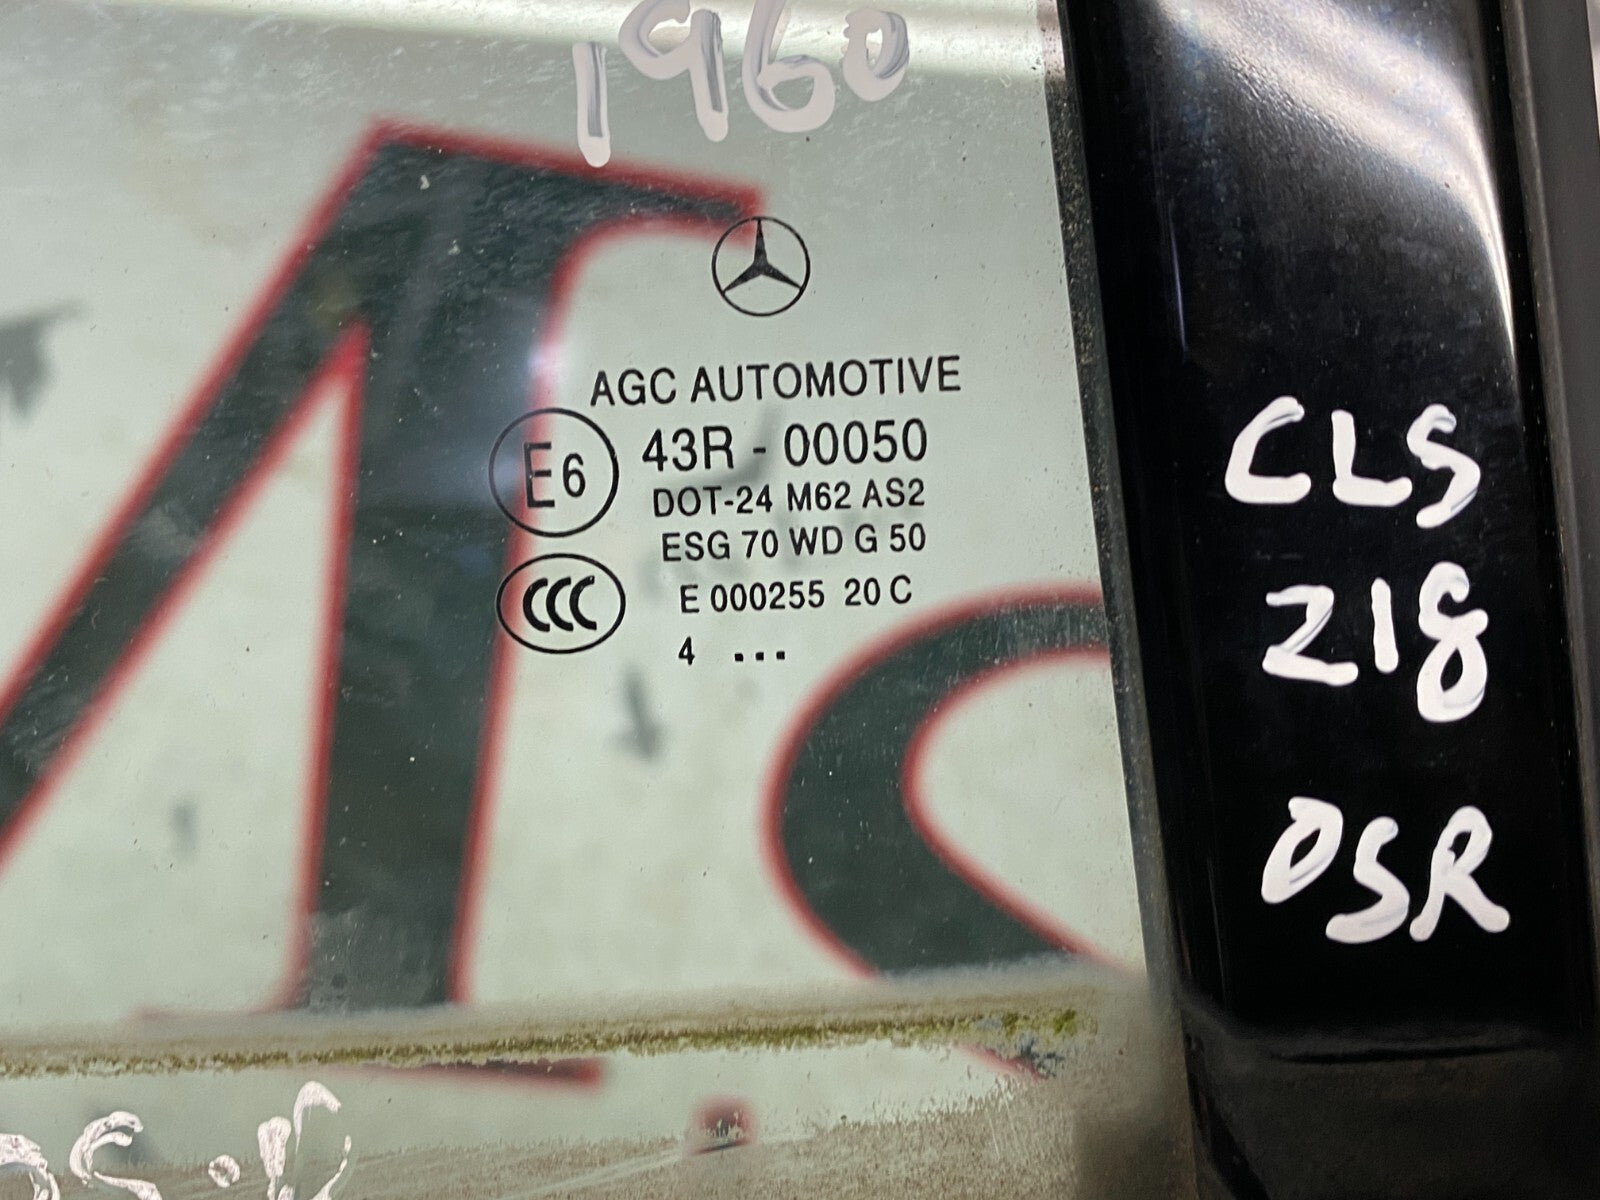 1960
AGC AUTOMOTIVE
E6 43R - 00050
DOT-24 M62 AS2
ESG 70 WD G 50
CCC E 000255 20 C
4 ...
CLS
218
OSR